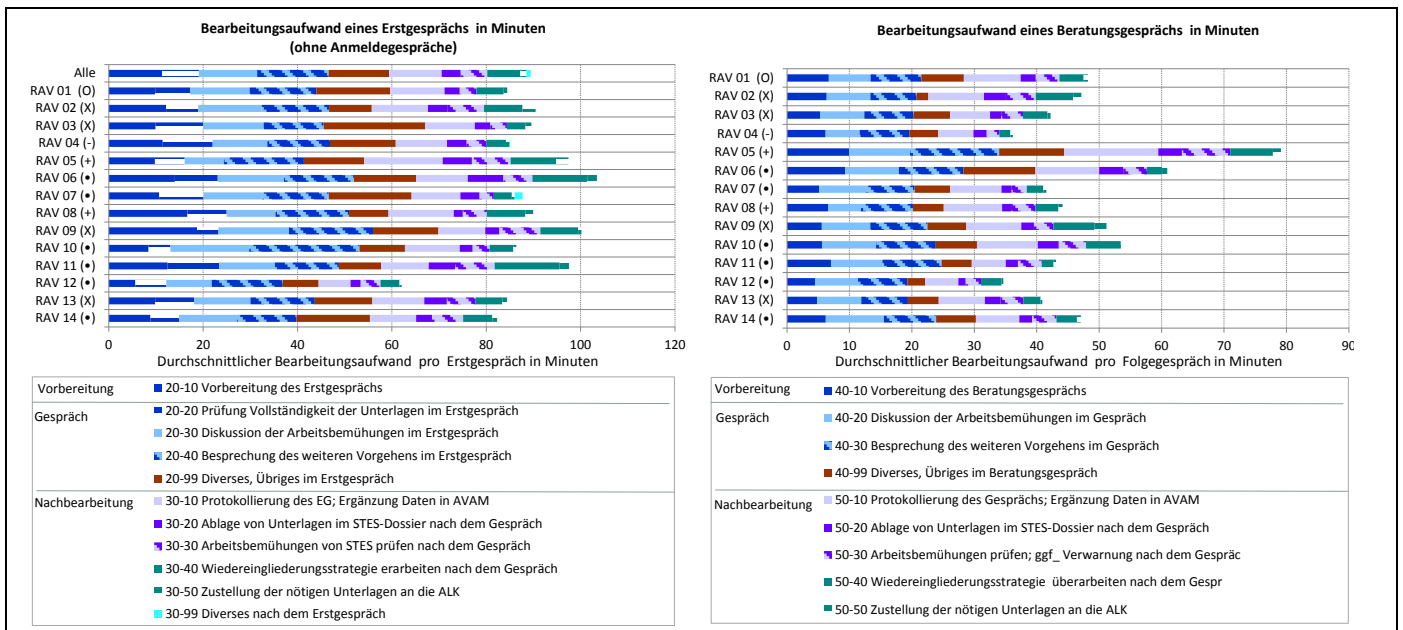 Bearbeitungsaufwand eines Erstgesprächs in Minuten
(ohne Anmeldegespräche)
Alle
RAV 01 (O)
RAV 02 (X)
RAV 03 (X)
RAV 04 (-)
RAV 05 (+)
RAV 06 (•)
RAV 07 (•)
RAV 08 (+)
RAV 09 (X)
RAV 10 (•)
RAV 11 (•)
RAV 12 (•)
RAV 13 (X)
RAV 14 (•)
0 20 40 60 80 100 120
Durchschnittlicher Bearbeitungsaufwand pro Erstgespräch in Minuten
Vorbereitung
20-10 Vorbereitung des Erstgesprächs
Gespräch
20-20 Prüfung Vollständigkeit der Unterlagen im Erstgespräch
20-30 Diskussion der Arbeitsbemühungen im Erstgespräch
20-40 Besprechung des weiteren Vorgehens im Erstgespräch
20-99 Diverses, Übriges im Erstgespräch
Nachbearbeitung
30-10 Protokollierung des EG; Ergänzung Daten in AVAM
30-20 Ablage von Unterlagen im STES-Dossier nach dem Gespräch
30-30 Arbeitsbemühungen von STES prüfen nach dem Gespräch
30-40 Wiedereingliederungsstrategie erarbeiten nach dem Gespräch
30-50 Zustellung der nötigen Unterlagen an die ALK
30-99 Diverses nach dem Erstgespräch
Bearbeitungsaufwand eines Beratungsgesprächs in Minuten
RAV 01 (O)
RAV 02 (X)
RAV 03 (X)
RAV 04 (-)
RAV 05 (+)
RAV 06 (•)
RAV 07 (•)
RAV 08 (+)
RAV 09 (X)
RAV 10 (•)
RAV 11 (•)
RAV 12 (•)
RAV 13 (X)
RAV 14 (•)
0 10 20 30 40 50 60 70 80 90
Durchschnittlicher Bearbeitungsaufwand pro Folgegespräch in Minuten
Vorbereitung
40-10 Vorbereitung des Beratungsgesprächs
Gespräch
40-20 Diskussion der Arbeitsbemühungen im Gespräch
40-30 Besprechung des weiteren Vorgehens im Gespräch
40-99 Diverses, Übriges im Beratungsgespräch
Nachbearbeitung
50-10 Protokollierung des Gesprächs; Ergänzung Daten in AVAM
50-20 Ablage von Unterlagen im STES-Dossier nach dem Gespräch
50-30 Arbeitsbemühungen prüfen; ggf_ Verwarnung nach dem Gespräc
50-40 Wiedereingliederungsstrategie überarbeiten nach dem Gespr
50-50 Zustellung der nötigen Unterlagen an die ALK